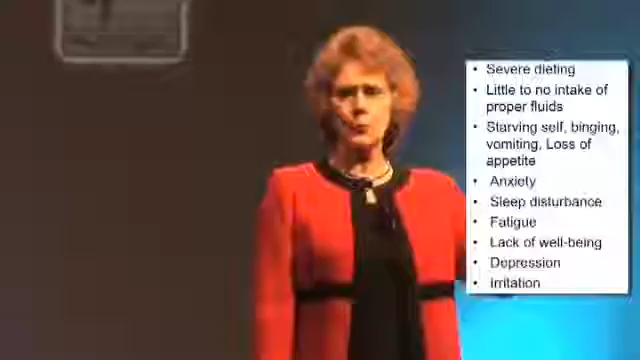 • Severe dieting
• Little to no intake of
proper fluids
• Starving self, binging,
vomiting, Loss of
appetite
• Anxiety
• Sleep disturbance
• Fatigue
• Lack of well-being
• Depression
• Irritation